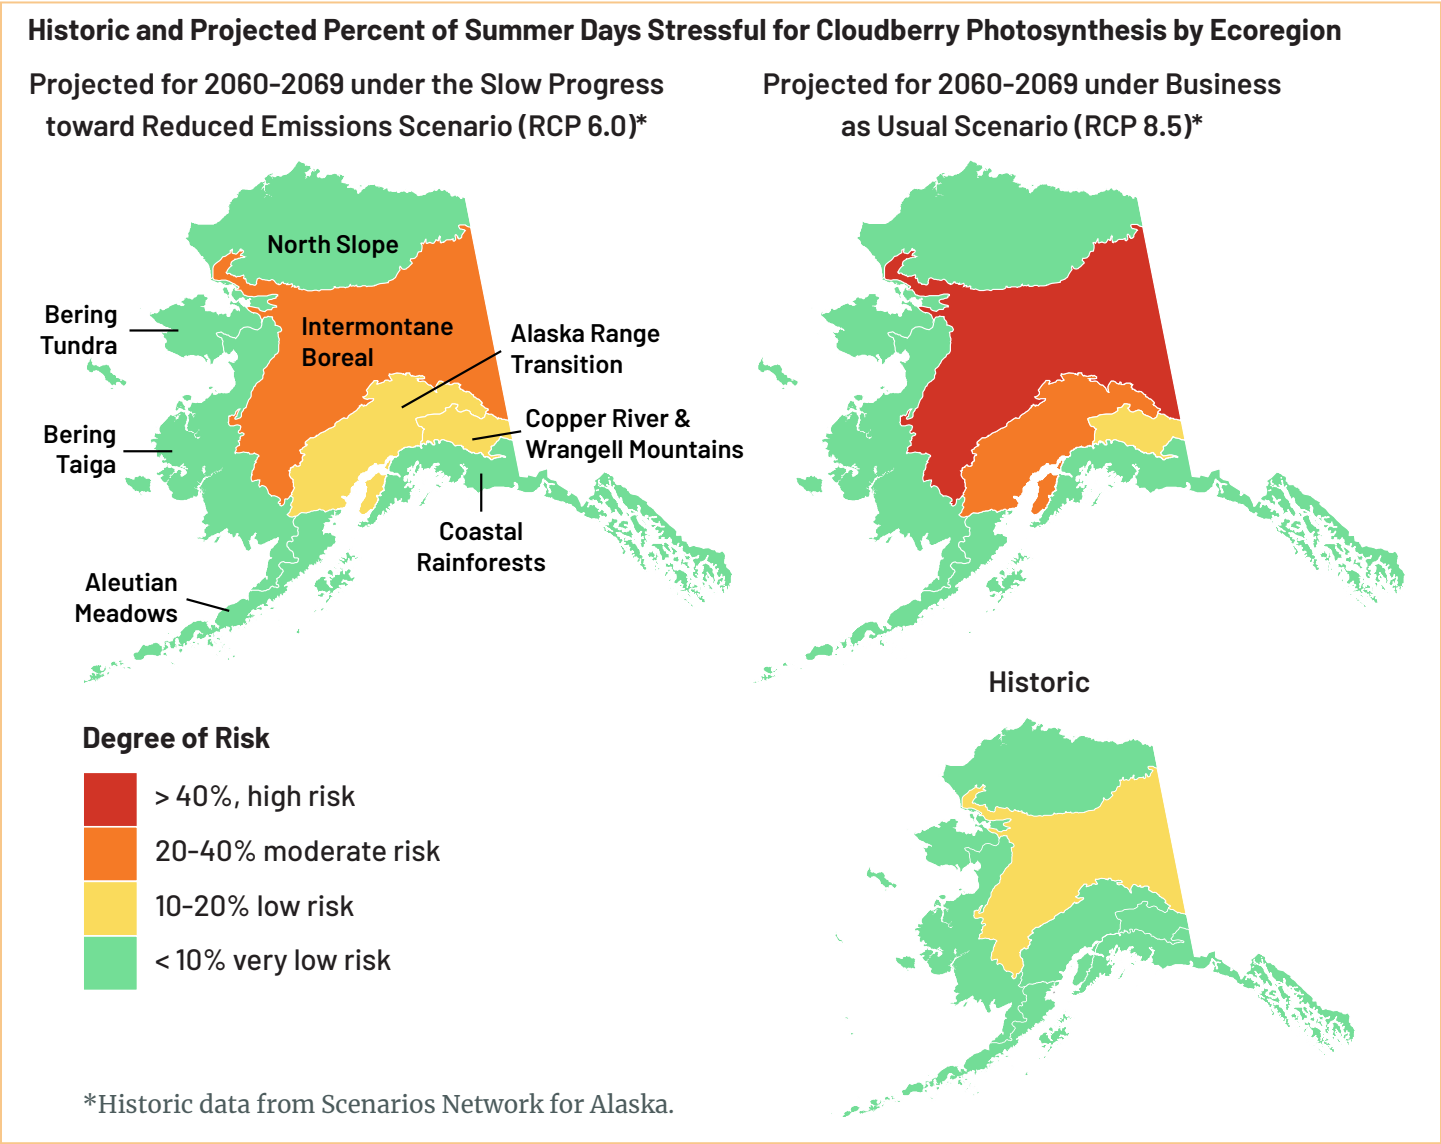 Historic and Projected Percent of Summer Days Stressful for Cloudberry Photosynthesis by Ecoregion
Projected for 2060-2069 under the Slow Progress
toward Reduced Emissions Scenario (RCP 6.0)*
Projected for 2060-2069 under Business
as Usual Scenario (RCP 8.5)*
North Slope
Bering
Tundra
Intermontane
Boreal
Alaska Range
Transition
Copper River &
Wrangell Mountains
Bering
Taiga
Coastal
Rainforests
Aleutian
Meadows
Historic
Degree of Risk
> 40%, high risk
20-40% moderate risk
10-20% low risk
< 10% very low risk
*Historic data from Scenarios Network for Alaska.